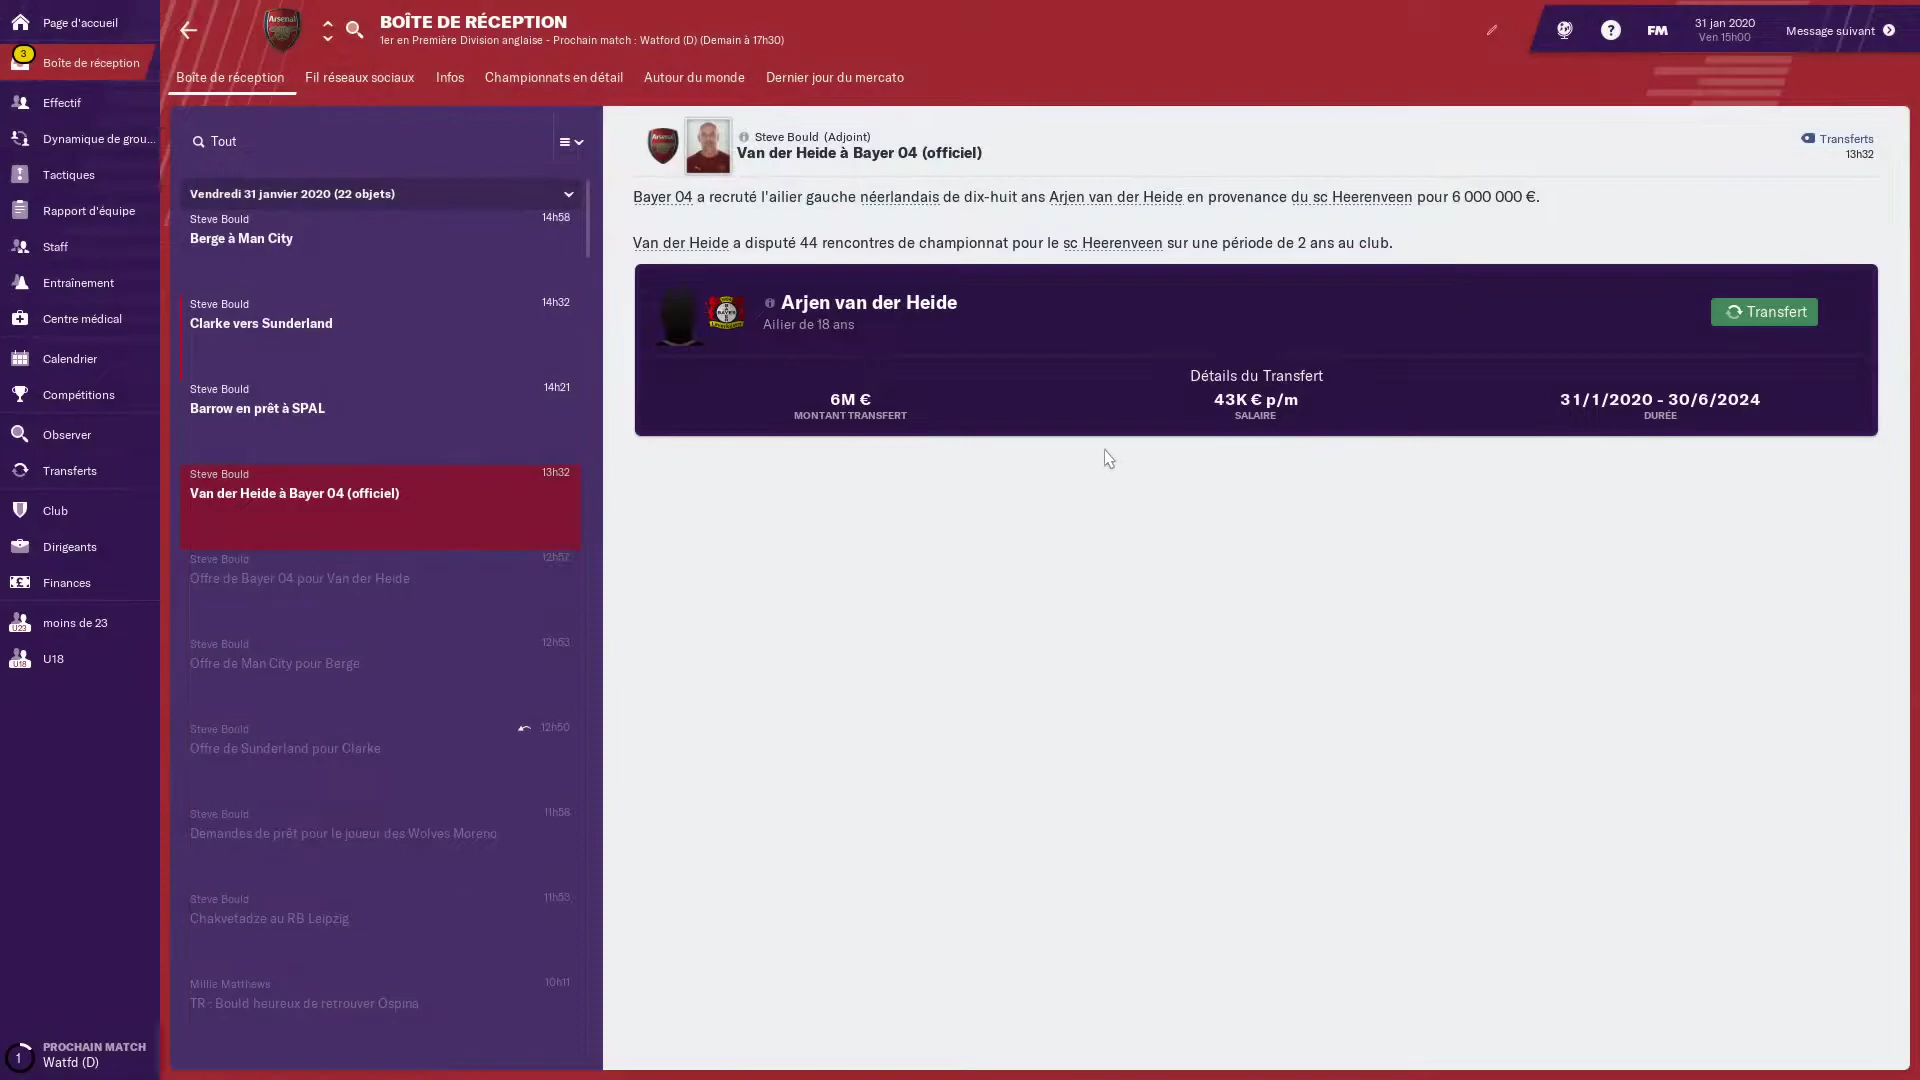 Page d'accueil
3
Boîte de réception
Effectif
Dynamique de grou...
Tactiques
Rapport d'équipe
Staff
Entraînement
Centre médical
Calendrier
Compétitions
Observer
Transferts
Club
Dirigeants
Finances
U23
moins de 23
U18
U18
1
PROCHAIN MATCH
Watfd (D)
Arsenal
BOÎTE DE RÉCEPTION
1er en Première Division anglaise - Prochain match : Watford (D) (Demain à 17h30)
?
FM
31 jan 2020
Ven 15h00
Message suivant
Boîte de réception
Fil réseaux sociaux
Infos
Championnats en détail
Autour du monde
Dernier jour du mercato
Tout
Vendredi 31 janvier 2020 (22 objets)
Steve Bould
14h58
Berge à Man City
Steve Bould
14h32
Clarke vers Sunderland
Steve Bould
14h21
Barrow en prêt à SPAL
Steve Bould
13h32
Van der Heide à Bayer 04 (officiel)
Steve Bould
12h57
Offre de Bayer 04 pour Van der Heide
Steve Bould
12h53
Offre de Man City pour Berge
Steve Bould
12h50
Offre de Sunderland pour Clarke
Steve Bould
11h58
Demandes de prêt pour le joueur des Wolves Moreno
Steve Bould
11h53
Chakvetadze au RB Leipzig
Millie Matthews
10h11
TR : Bould heureux de retrouver Ospina
Arsenal
Steve Bould (Adjoint)
Van der Heide à Bayer 04 (officiel)
Transferts
13h32
Bayer 04 a recruté l'ailier gauche néerlandais de dix-huit ans Arjen van der Heide en provenance du sc Heerenveen pour 6 000 000 €.
Van der Heide a disputé 44 rencontres de championnat pour le sc Heerenveen sur une période de 2 ans au club.
Arjen van der Heide
Ailier de 18 ans
Transfert
Détails du Transfert
6M €
MONTANT TRANSFERT
43K € p/m
SALAIRE
31/1/2020 - 30/6/2024
DURÉE